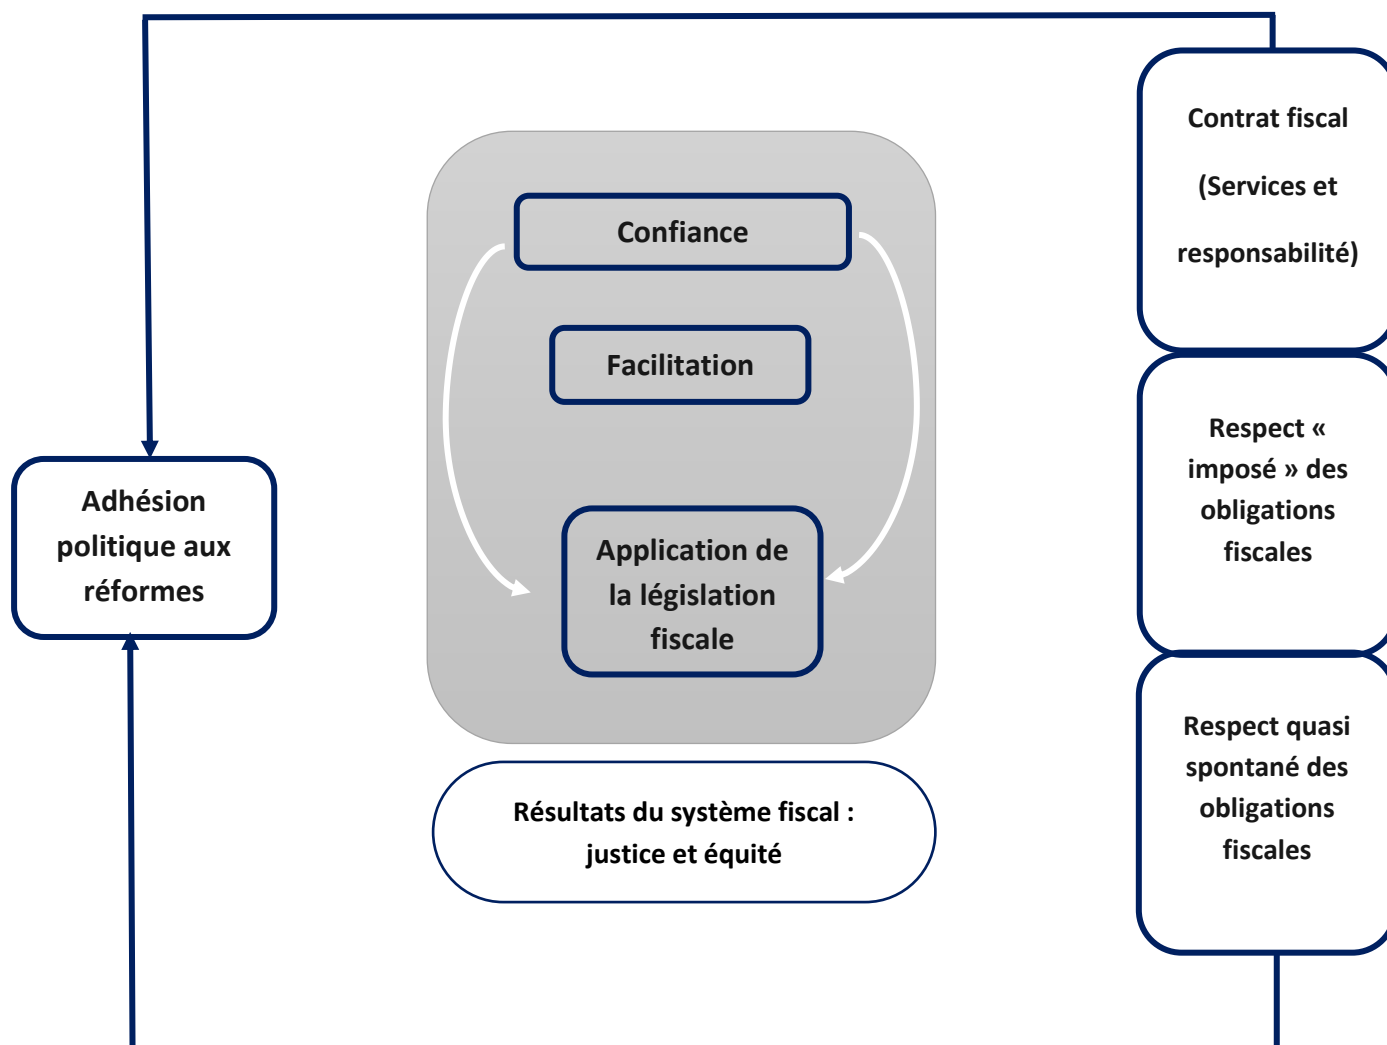 Contrat fiscal
(Services et
responsabilité)
Confiance
Facilitation
Respect «
imposé » des
obligations
fiscales
Adhésion
politique aux
réformes
Application de
la législation
fiscale
Respect quasi
spontané des
obligations
fiscales
Résultats du système fiscal :
justice et équité